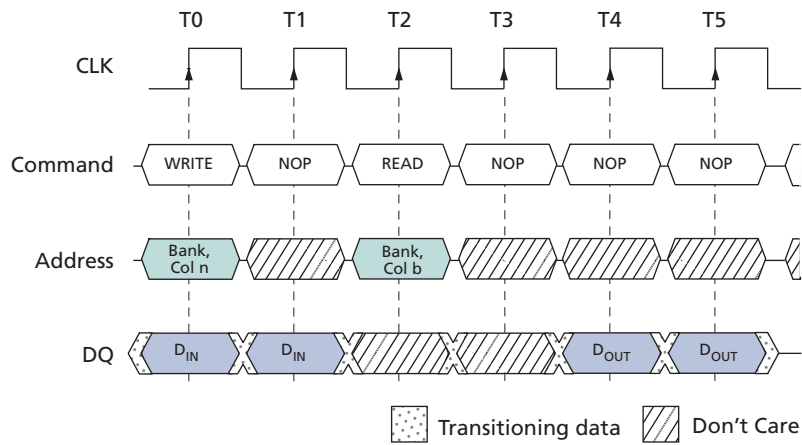 T0 T1 T2 T3 T4 T5
CLK
Command WRITE NOP READ NOP NOP NOP
Address Bank, Col n Bank, Col b
DQ DIN DIN DOUT DOUT
Transitioning data Don't Care